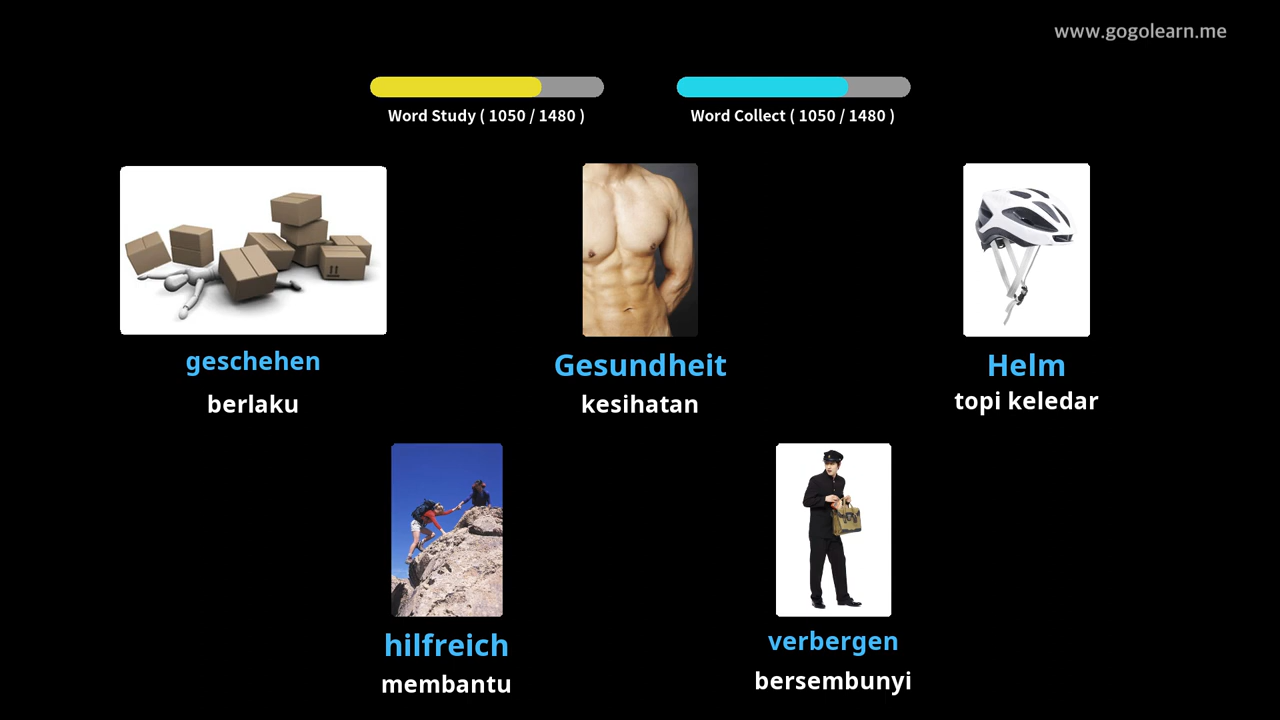 www.gogolearn.me
Word Study ( 1050 / 1480 )
Word Collect ( 1050 / 1480 )
geschehen
berlaku
Gesundheit
kesihatan
Helm
topi keledar
hilfreich
membantu
verbergen
bersembunyi